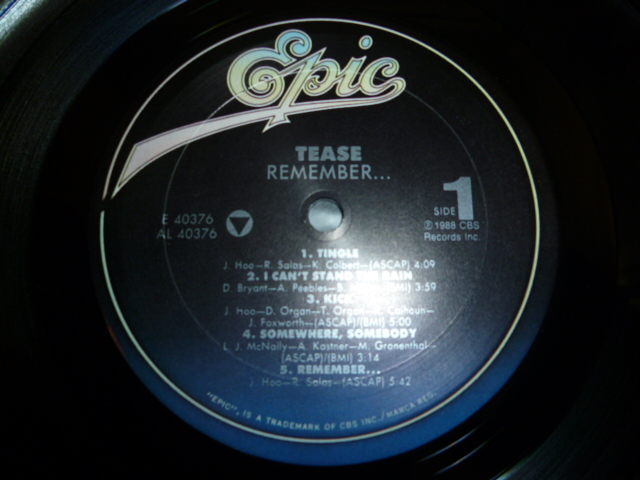 Epic
TEASE
REMEMBER...
E 40376
AL 40376
SIDE 1
℗ 1988 CBS
Records Inc.
1. TINGLE
J. Hoo—R. Salas—K. Colbert—(ASCAP) 4:09
2. I CAN'T STAND THE RAIN
D. Bryant—A. Peebles—B. (BMI) 3:59
3. KICK
J. Hoo—D. Organ—T. Organ— Calhoun—
J. Foxworth—(ASCAP)/(BMI) 5:00
4. SOMEWHERE, SOMEBODY
L. J. McNally—A. Kastner—M. Gronenthal—
(ASCAP)/(BMI) 3:14
5. REMEMBER...
J. Hoo—R. Salas—(ASCAP) 5:42
"EPIC", IS A TRADEMARK OF CBS INC./MARCA REG.